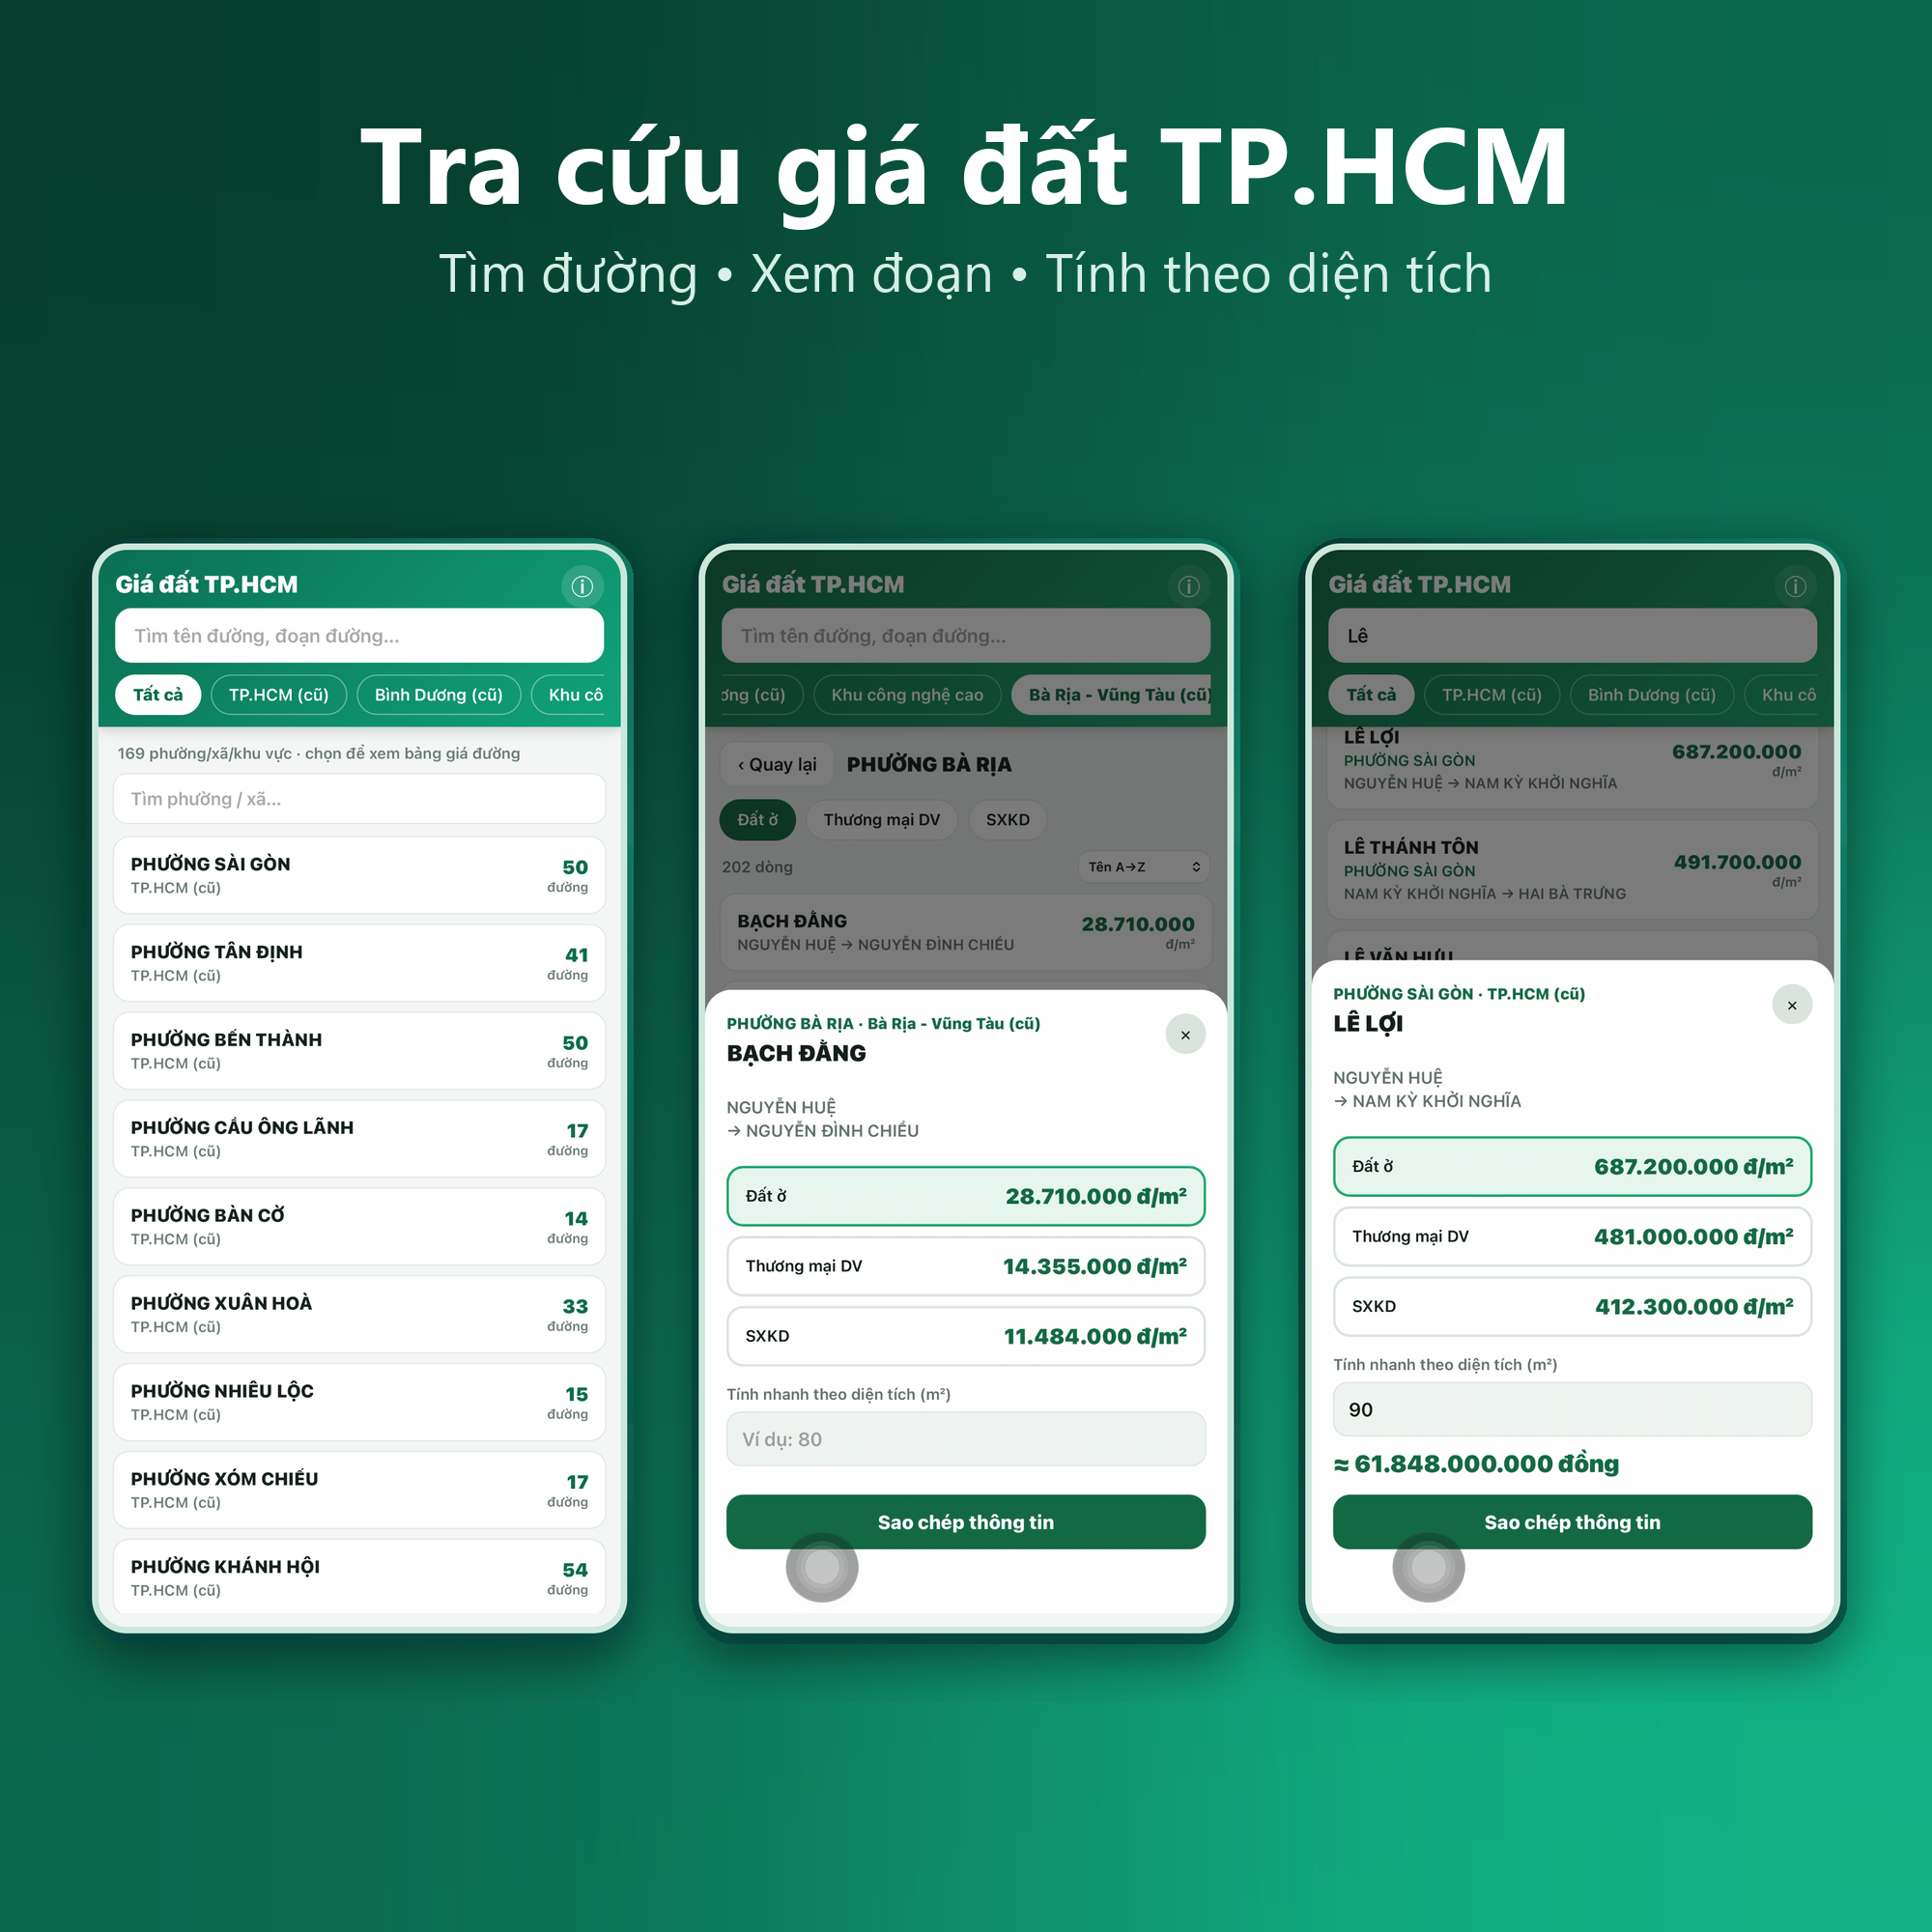 Tra cứu giá đất TP.HCM
Tìm đường • Xem đoạn • Tính theo diện tích
Giá đất TP.HCM
Tìm tên đường, đoạn đường...
Tất cả TP.HCM (cũ) Bình Dương (cũ) Khu cô
169 phường/xã/khu vực · chọn để xem bảng giá đường
Tìm phường / xã...
PHƯỜNG SÀI GÒN 50
TP.HCM (cũ) đường
PHƯỜNG TÂN ĐỊNH 41
TP.HCM (cũ) đường
PHƯỜNG BẾN THÀNH 50
TP.HCM (cũ) đường
PHƯỜNG CẦU ÔNG LÃNH 17
TP.HCM (cũ) đường
PHƯỜNG BÀN CỜ 14
TP.HCM (cũ) đường
PHƯỜNG XUÂN HOÀ 33
TP.HCM (cũ) đường
PHƯỜNG NHIÊU LỘC 15
TP.HCM (cũ) đường
PHƯỜNG XÓM CHIẾU 17
TP.HCM (cũ) đường
PHƯỜNG KHÁNH HỘI 54
TP.HCM (cũ) đường
Giá đất TP.HCM
Tìm tên đường, đoạn đường...
ơng (cũ) Khu công nghệ cao Bà Rịa - Vũng Tàu (cũ)
‹ Quay lại PHƯỜNG BÀ RỊA
Đất ở Thương mại DV SXKD
202 dòng Tên A→Z
BẠCH ĐẰNG 28.710.000
NGUYỄN HUỆ → NGUYỄN ĐÌNH CHIỂU đ/m²
PHƯỜNG BÀ RỊA · Bà Rịa - Vũng Tàu (cũ)
BẠCH ĐẰNG ×
NGUYỄN HUỆ
→ NGUYỄN ĐÌNH CHIỂU
Đất ở 28.710.000 đ/m²
Thương mại DV 14.355.000 đ/m²
SXKD 11.484.000 đ/m²
Tính nhanh theo diện tích (m²)
Ví dụ: 80
Sao chép thông tin
Giá đất TP.HCM
Lê
Tất cả TP.HCM (cũ) Bình Dương (cũ) Khu cô
LÊ LỢI 687.200.000
PHƯỜNG SÀI GÒN đ/m²
NGUYỄN HUỆ → NAM KỲ KHỞI NGHĨA
LÊ THÁNH TÔN 491.700.000
PHƯỜNG SÀI GÒN đ/m²
NAM KỲ KHỞI NGHĨA → HAI BÀ TRƯNG
LÊ VĂN HƯU
PHƯỜNG SÀI GÒN · TP.HCM (cũ)
LÊ LỢI ×
NGUYỄN HUỆ
→ NAM KỲ KHỞI NGHĨA
Đất ở 687.200.000 đ/m²
Thương mại DV 481.000.000 đ/m²
SXKD 412.300.000 đ/m²
Tính nhanh theo diện tích (m²)
90
≈ 61.848.000.000 đồng
Sao chép thông tin